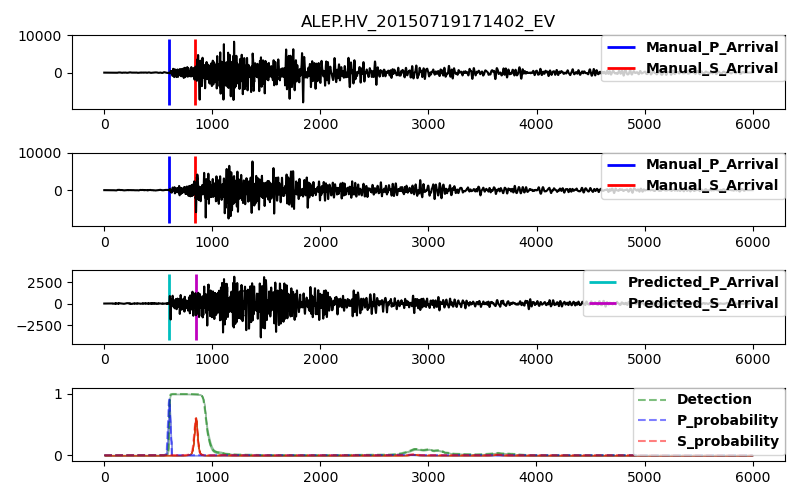 ALEP.HV_20150719171402_EV
10000
0
Manual_P_Arrival
Manual_S_Arrival
0 1000 2000 3000 4000 5000 6000
10000
0
Manual_P_Arrival
Manual_S_Arrival
0 1000 2000 3000 4000 5000 6000
2500
0
−2500
Predicted_P_Arrival
Predicted_S_Arrival
0 1000 2000 3000 4000 5000 6000
1
0
Detection
P_probability
S_probability
0 1000 2000 3000 4000 5000 6000